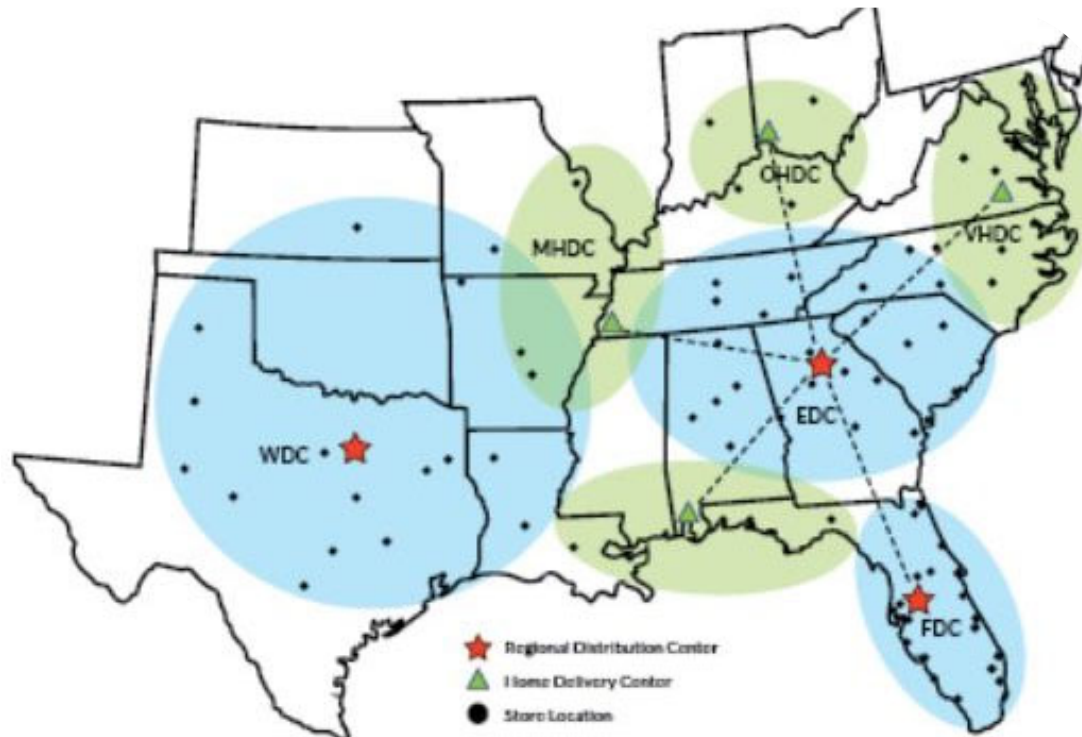 OHDC
MHDC
VHDC
EDC
WDC
FDC
Regional Distribution Center
Home Delivery Center
Store Location